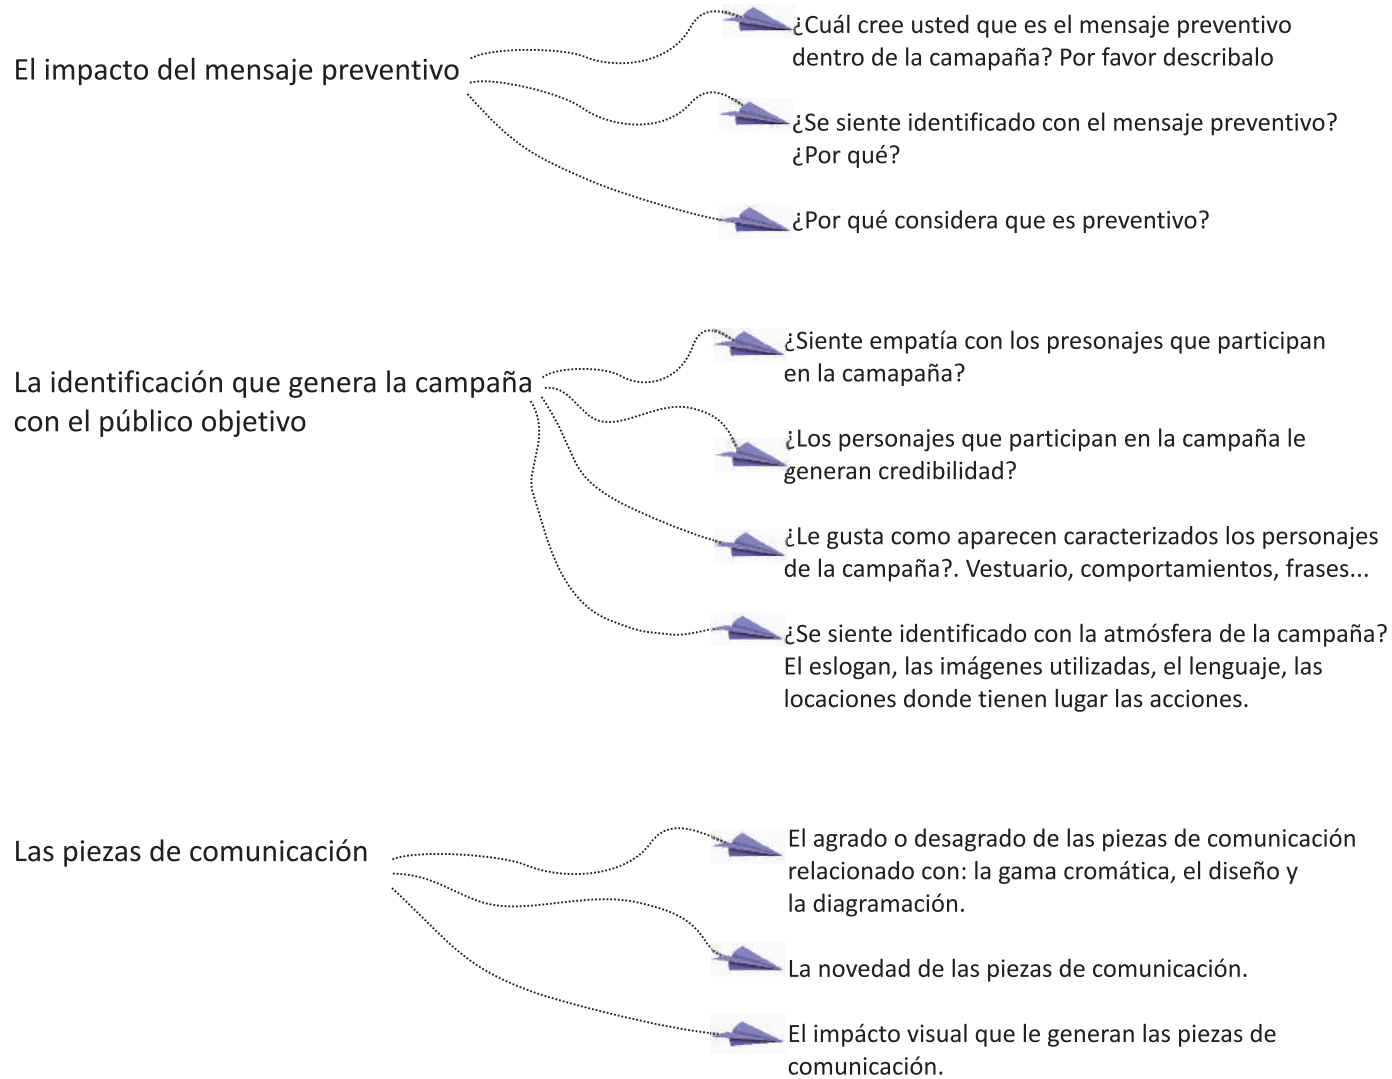 El impacto del mensaje preventivo
¿Cuál cree usted que es el mensaje preventivo
dentro de la camapaña? Por favor describalo
¿Se siente identificado con el mensaje preventivo?
¿Por qué?
¿Por qué considera que es preventivo?
La identificación que genera la campaña
con el público objetivo
¿Siente empatía con los presonajes que participan
en la camapaña?
¿Los personajes que participan en la campaña le
generan credibilidad?
¿Le gusta como aparecen caracterizados los personajes
de la campaña?. Vestuario, comportamientos, frases...
¿Se siente identificado con la atmósfera de la campaña?
El eslogan, las imágenes utilizadas, el lenguaje, las
locaciones donde tienen lugar las acciones.
Las piezas de comunicación
El agrado o desagrado de las piezas de comunicación
relacionado con: la gama cromática, el diseño y
la diagramación.
La novedad de las piezas de comunicación.
El impácto visual que le generan las piezas de
comunicación.